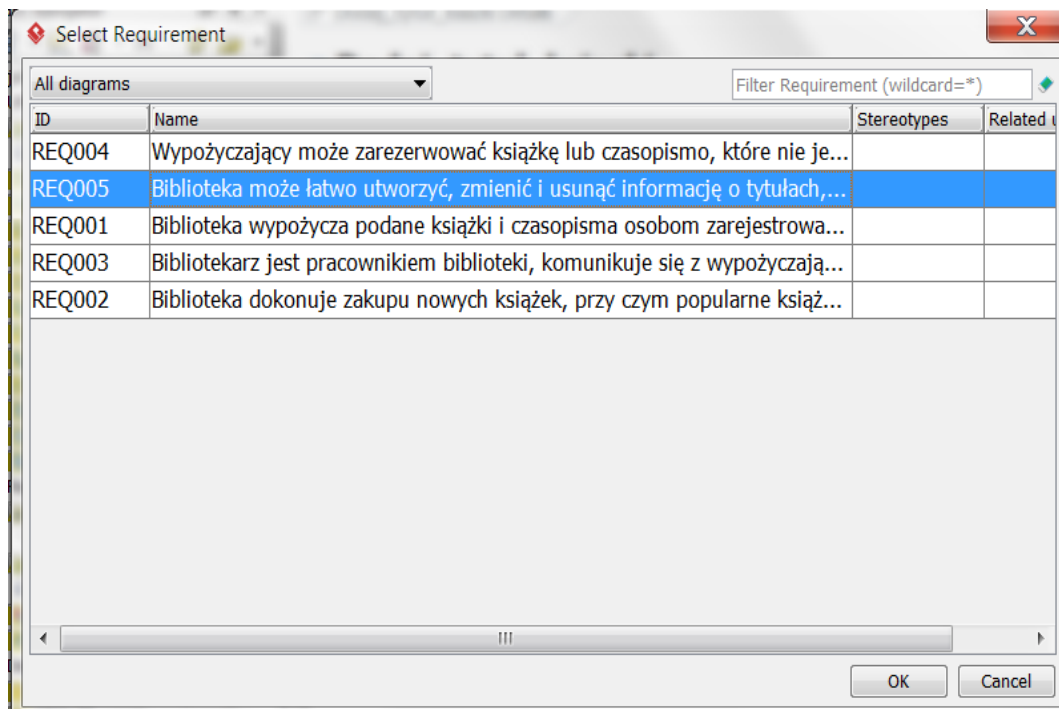 Select Requirement
All diagrams Filter Requirement (wildcard=*)
ID Name Stereotypes Related u
REQ004 Wypożyczający może zarezerwować książkę lub czasopismo, które nie je...
REQ005 Biblioteka może łatwo utworzyć, zmienić i usunąć informację o tytułach,...
REQ001 Biblioteka wypożycza podane książki i czasopisma osobom zarejestrowa...
REQ003 Bibliotekarz jest pracownikiem biblioteki, komunikuje się z wypożyczają...
REQ002 Biblioteka dokonuje zakupu nowych książek, przy czym popularne książ...
OK Cancel